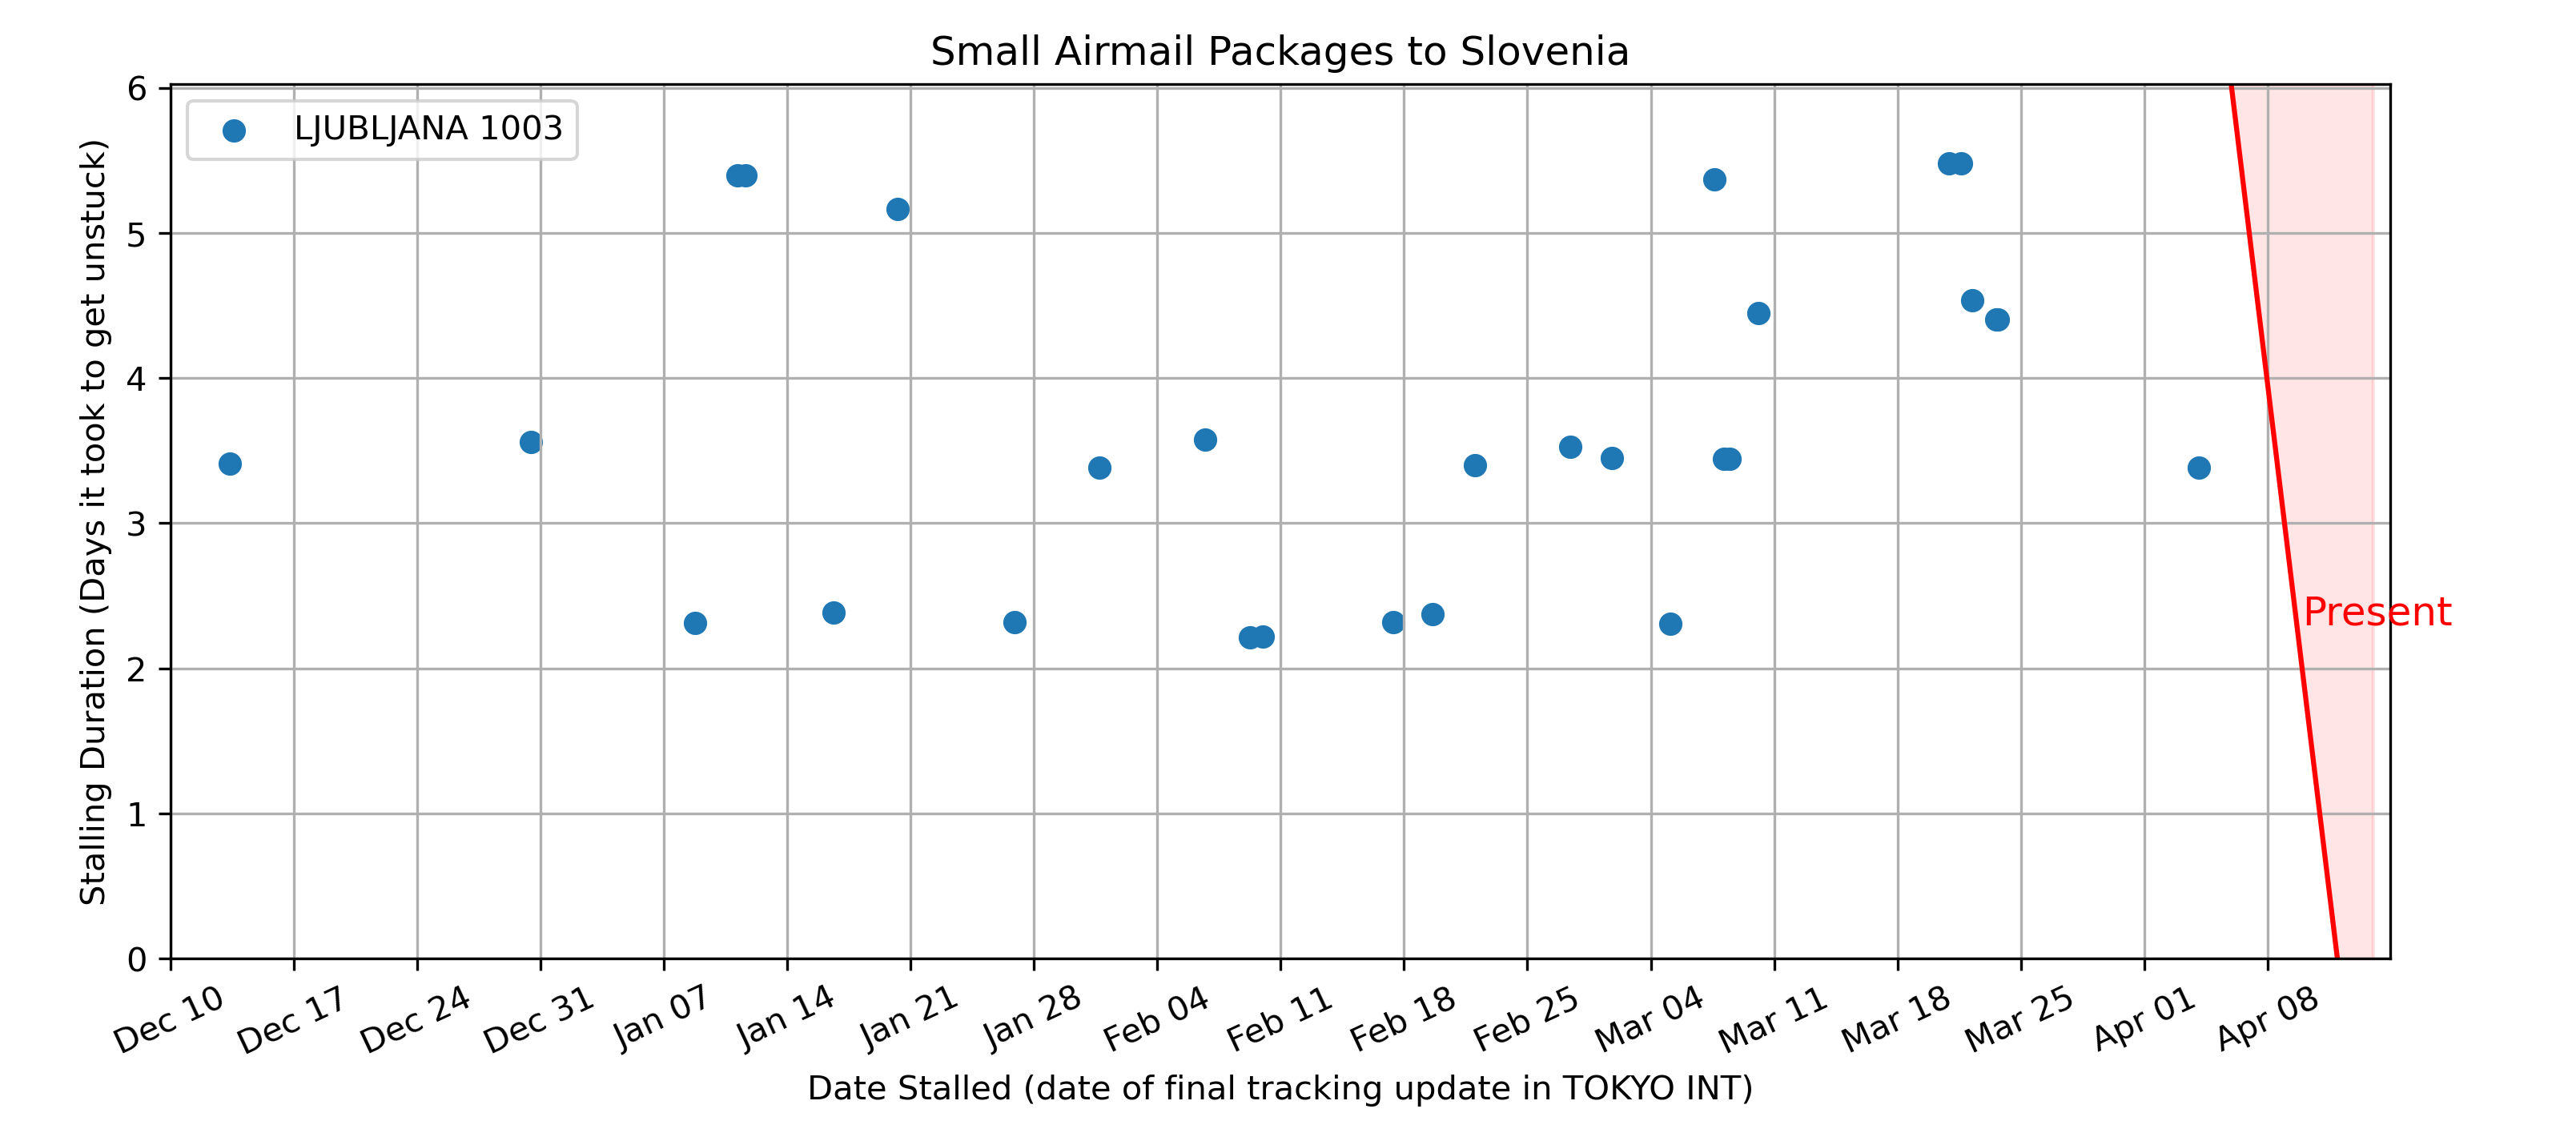 Small Airmail Packages to Slovenia
LJUBLJANA 1003
Stalling Duration (Days it took to get unstuck)
6
5
4
3
2
1
0
Present
Dec 10
Dec 17
Dec 24
Dec 31
Jan 07
Jan 14
Jan 21
Jan 28
Feb 04
Feb 11
Feb 18
Feb 25
Mar 04
Mar 11
Mar 18
Mar 25
Apr 01
Apr 08
Date Stalled (date of final tracking update in TOKYO INT)